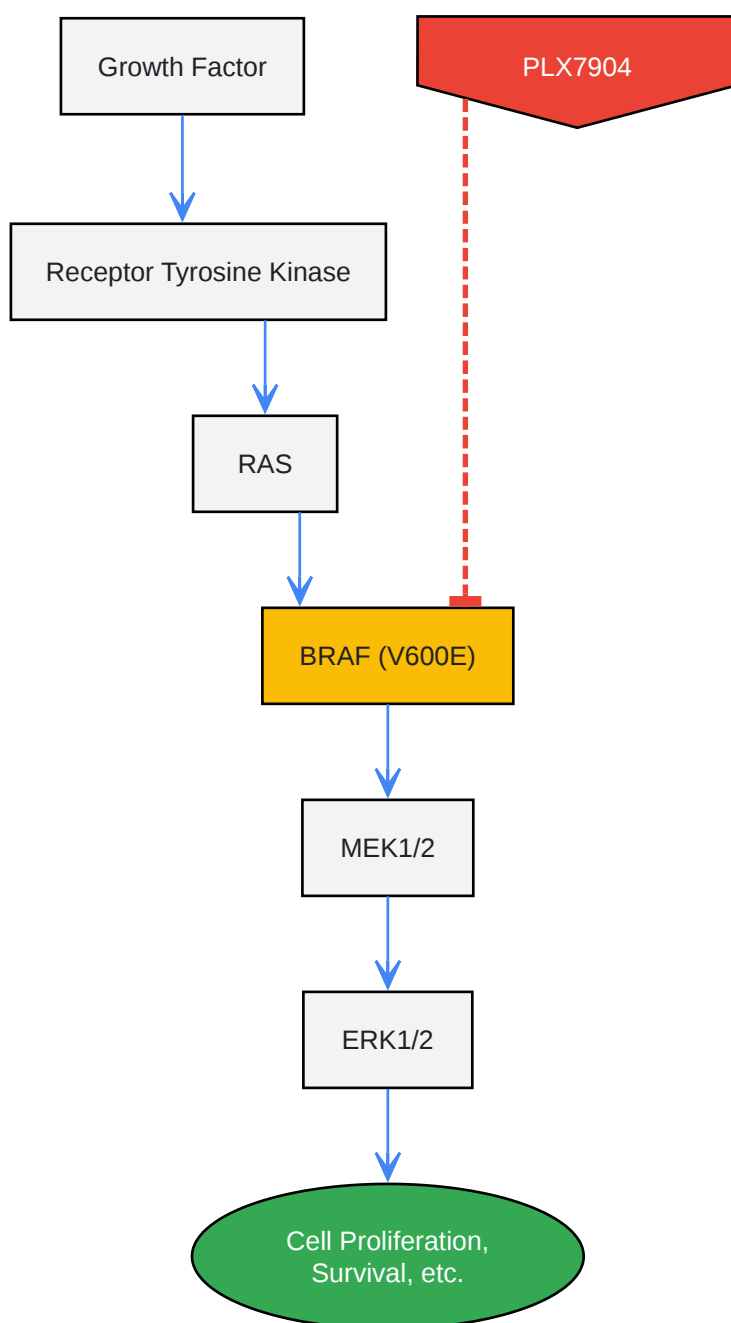 Growth Factor
PLX7904
Receptor Tyrosine Kinase
RAS
BRAF (V600E)
MEK1/2
ERK1/2
Cell Proliferation,
Survival, etc.